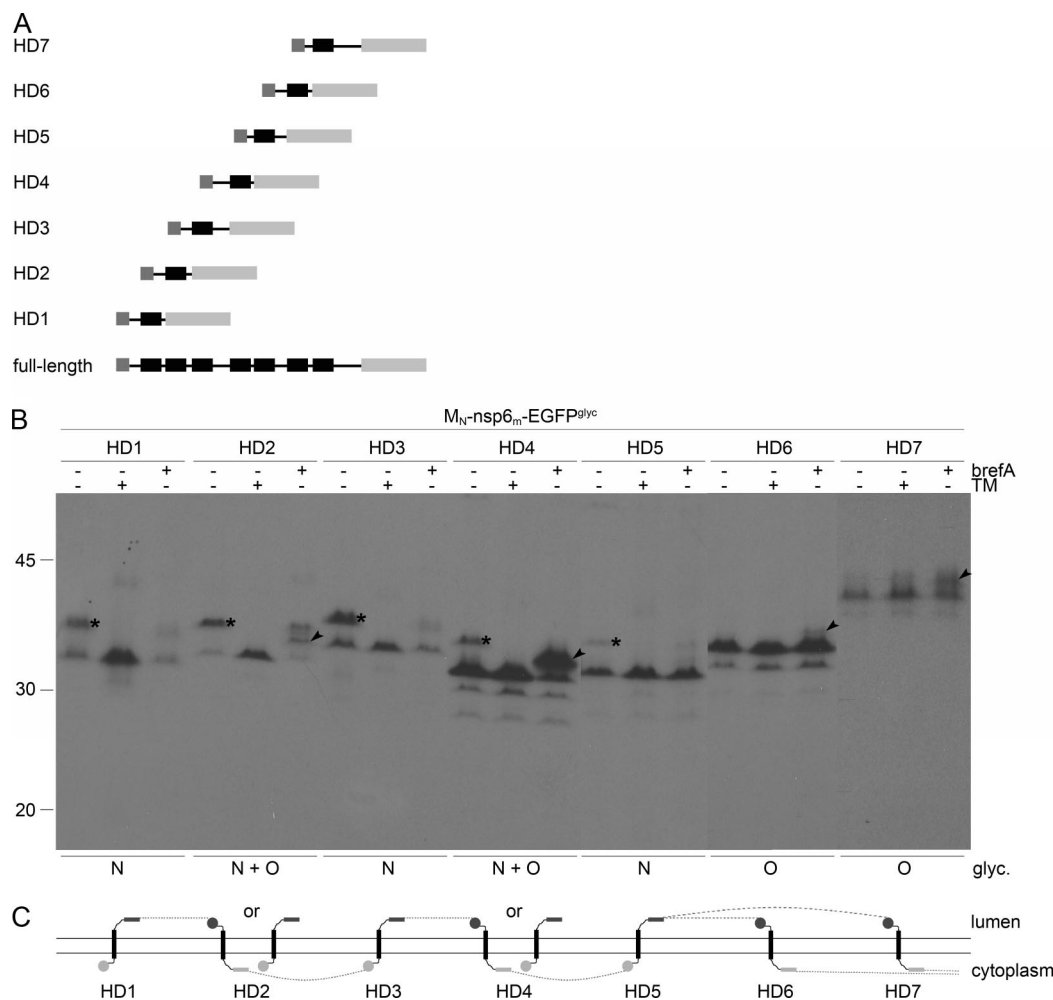 A
HD7
HD6
HD5
HD4
HD3
HD2
HD1
full-length
B
M_N-nsp6_m-EGFP^glyc
HD1 HD2 HD3 HD4 HD5 HD6 HD7
- - + - - + - - + - - + - - + - - + - - + brefA
- + - - + - - + - - + - - + - - + - - + - TM
45
* * * * *
30
20
N N + O N N + O N O O glyc.
C
or or lumen
cytoplasm
HD1 HD2 HD3 HD4 HD5 HD6 HD7